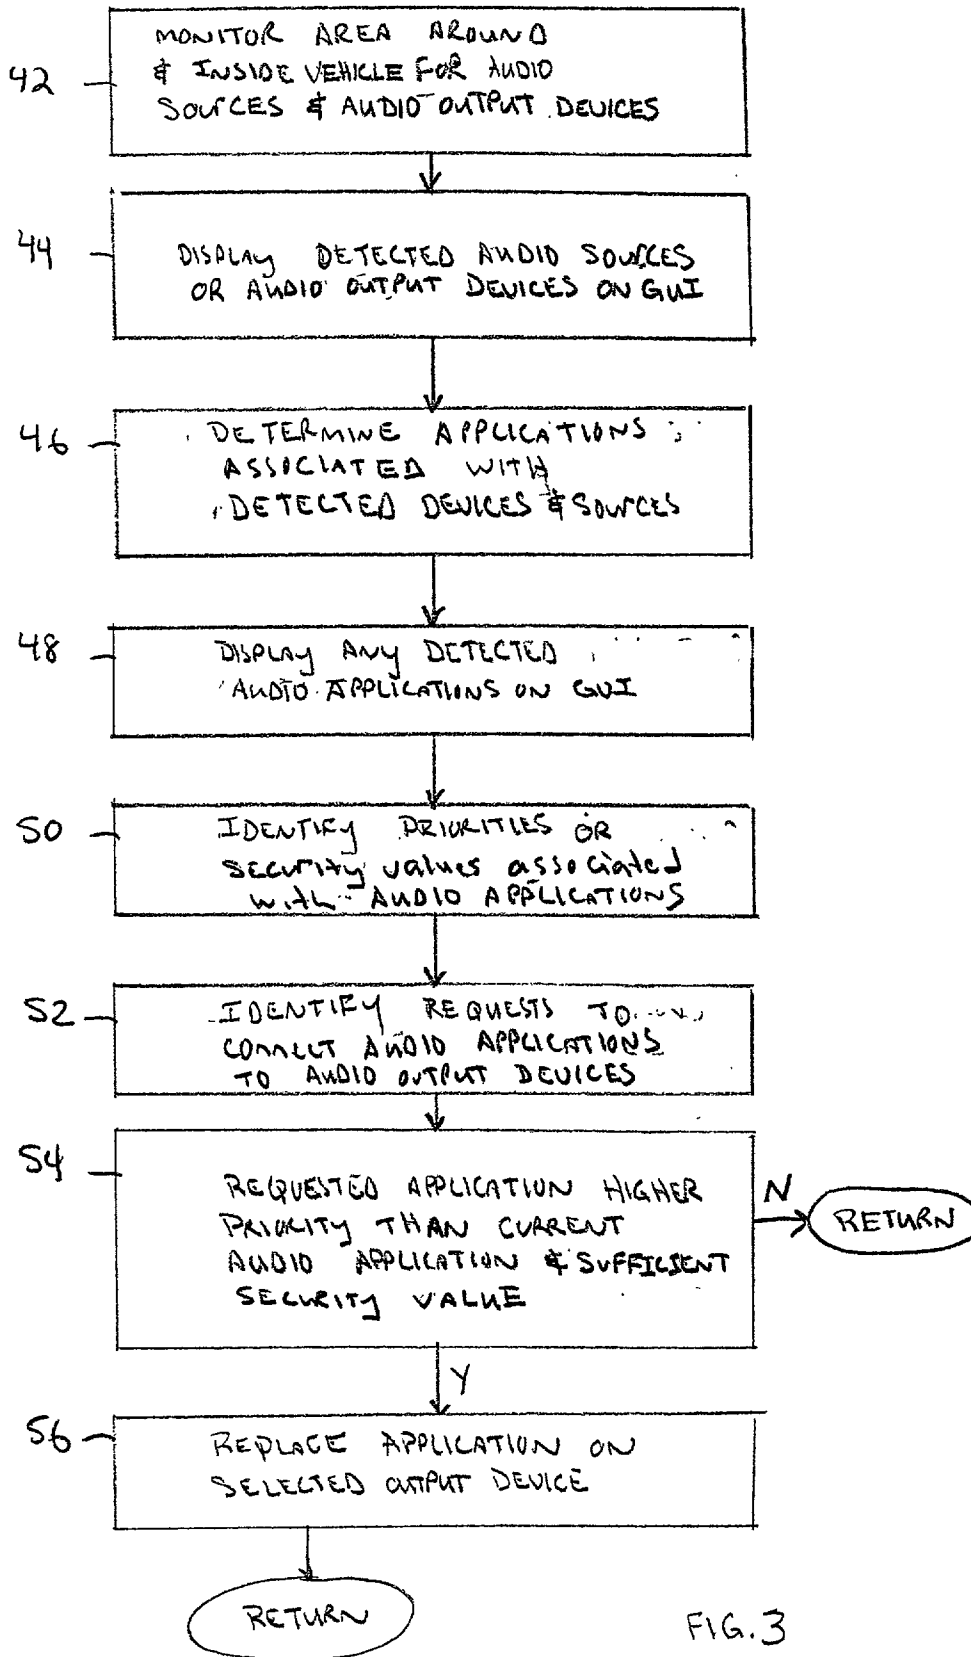 42
MONITOR AREA AROUND
& INSIDE VEHICLE FOR AUDIO
SOURCES & AUDIO OUTPUT DEVICES
44
DISPLAY DETECTED AUDIO SOURCES
OR AUDIO OUTPUT DEVICES ON GUI
46
DETERMINE APPLICATIONS
ASSOCIATED WITH
DETECTED DEVICES & SOURCES
48
DISPLAY ANY DETECTED
AUDIO APPLICATIONS ON GUI
50
IDENTIFY PRIORITIES OR
SECURITY VALUES ASSOCIATED
WITH AUDIO APPLICATIONS
52
IDENTIFY REQUESTS TO
CONNECT AUDIO APPLICATIONS
TO AUDIO OUTPUT DEVICES
54
REQUESTED APPLICATION HIGHER
PRIORITY THAN CURRENT
AUDIO APPLICATION & SUFFICIENT
SECURITY VALUE
N
RETURN
Y
56
REPLACE APPLICATION ON
SELECTED OUTPUT DEVICE
RETURN
FIG.3